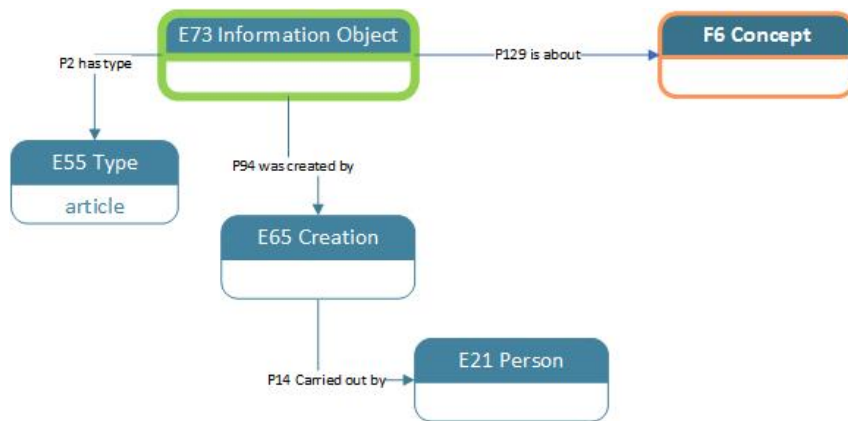 E73 Information Object
F6 Concept
P129 is about
P2 has type
E55 Type
article
P94 was created by
E65 Creation
E21 Person
P14 Carried out by